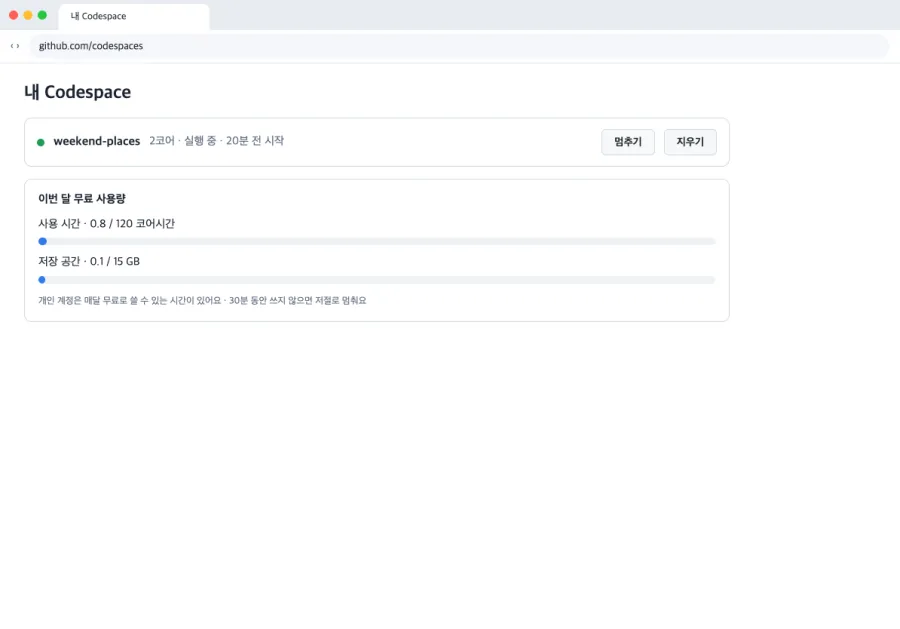 내 Codespace
github.com/codespaces
내 Codespace
weekend-places 2코어 · 실행 중 · 20분 전 시작 멈추기 지우기
이번 달 무료 사용량
사용 시간 · 0.8 / 120 코어시간
저장 공간 · 0.1 / 15 GB
개인 계정은 매달 무료로 쓸 수 있는 시간이 있어요 · 30분 동안 쓰지 않으면 저절로 멈춰요